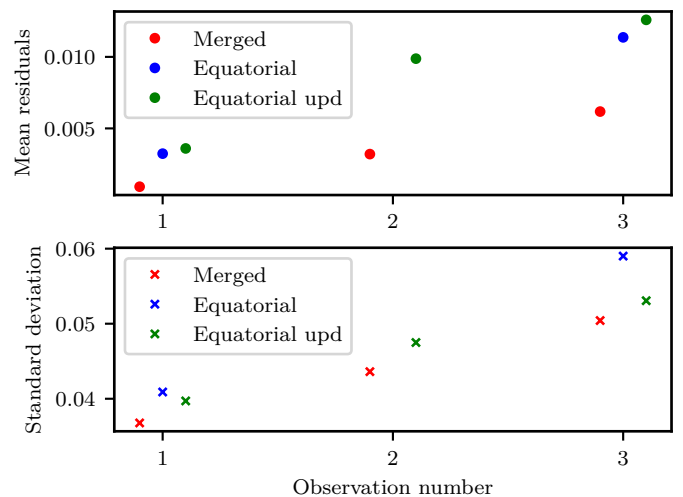 Mean residuals
0.010
0.005
Merged
Equatorial
Equatorial upd
1
2
3
Standard deviation
0.06
0.05
0.04
Merged
Equatorial
Equatorial upd
1
2
3
Observation number